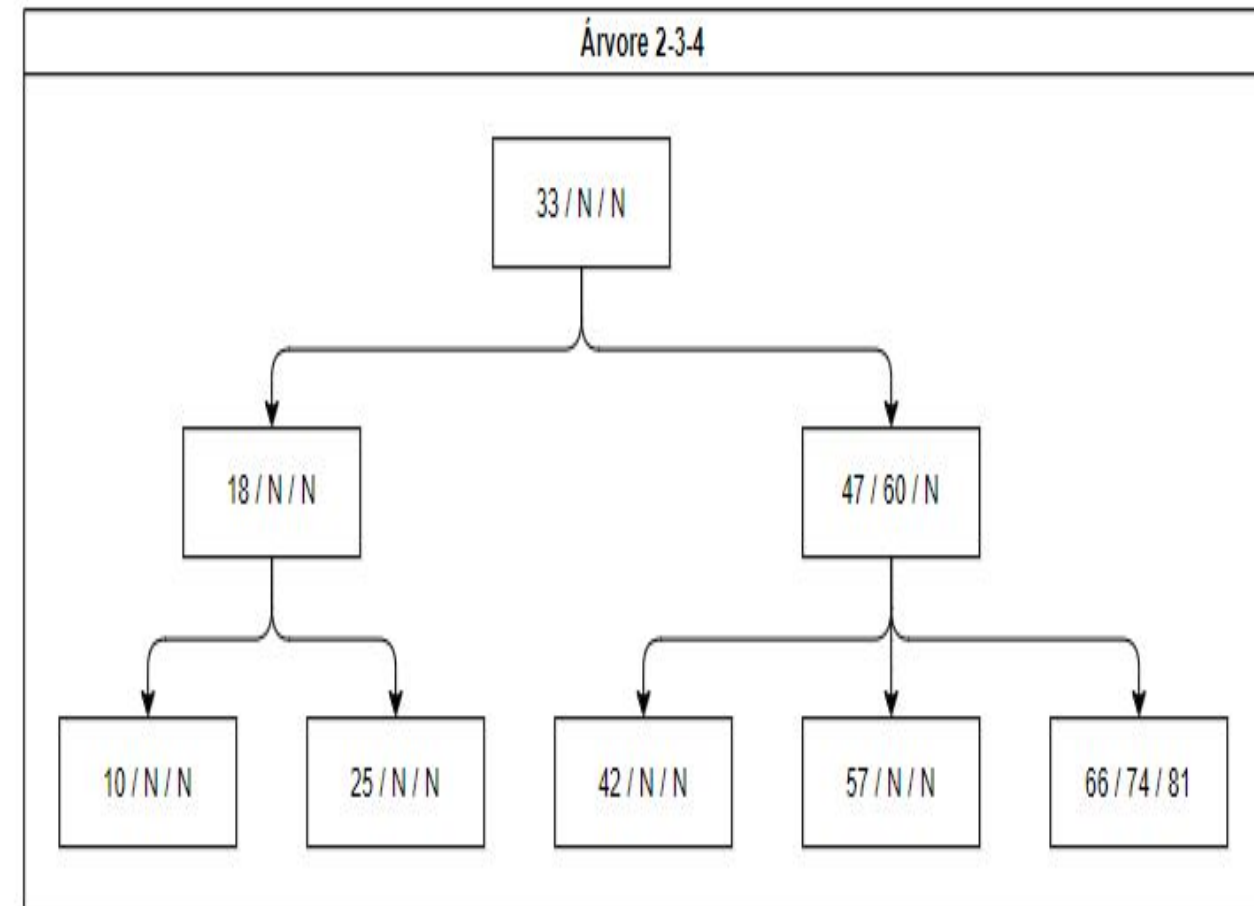 Árvore 2-3-4
33 / N / N
18 / N / N
47 / 60 / N
10 / N / N
25 / N / N
42 / N / N
57 / N / N
66 / 74 / 81